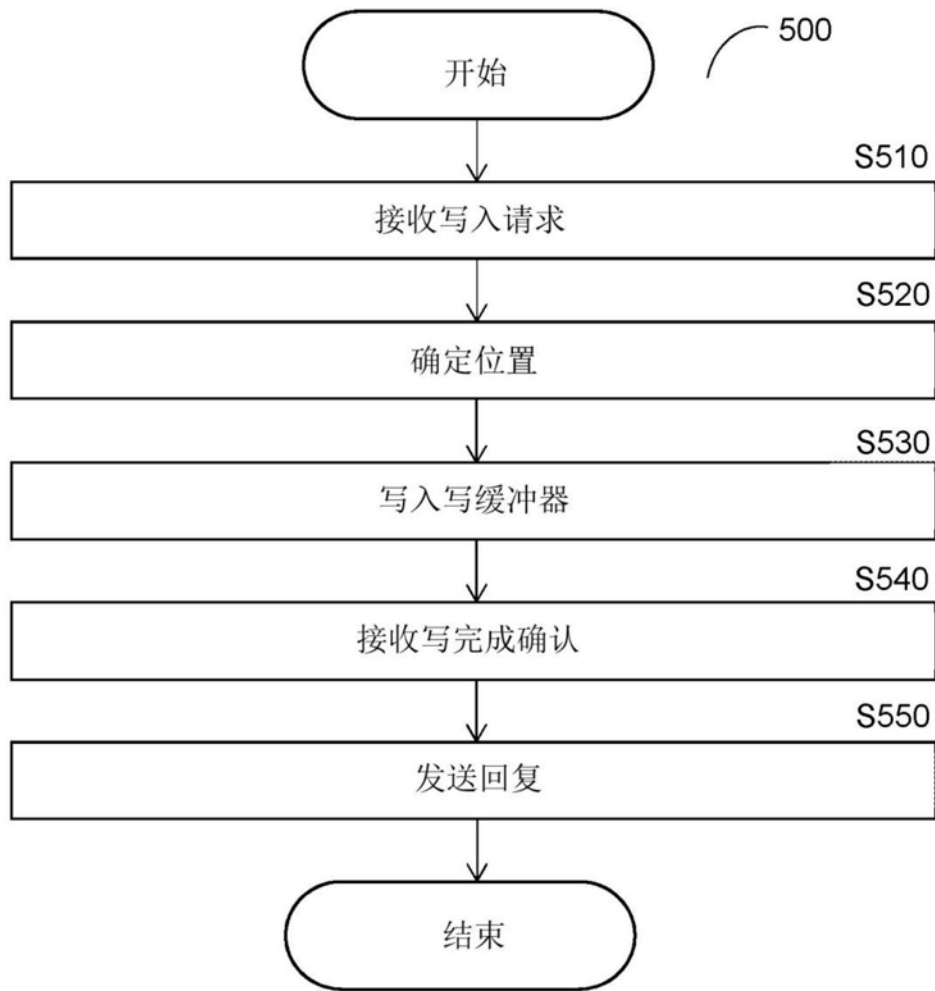 开始
500
S510
接收写入请求
S520
确定位置
S530
写入写缓冲器
S540
接收写完成确认
S550
发送回复
结束